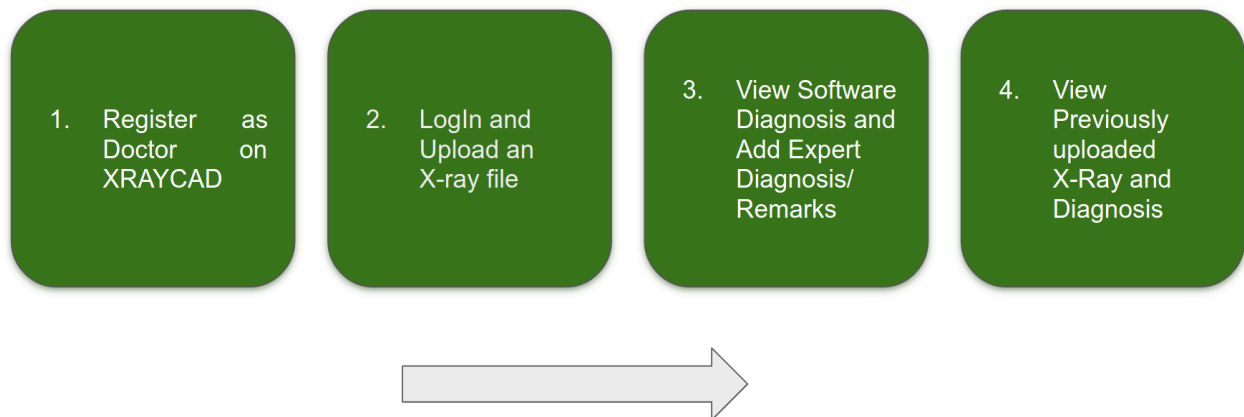 1. Register as
Doctor on
XRAYCAD
2. LogIn and
Upload an
X-ray file
3. View Software
Diagnosis and
Add Expert
Diagnosis/
Remarks
4. View
Previously
uploaded
X-Ray and
Diagnosis